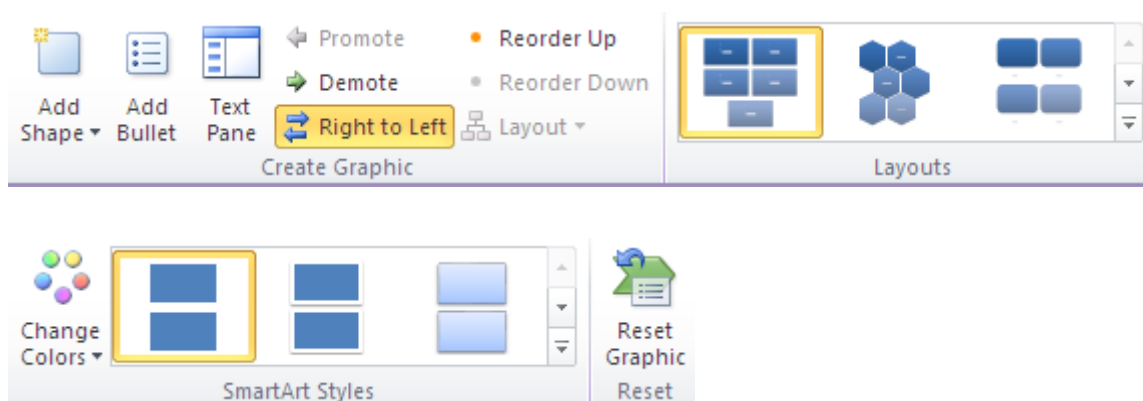 Add Shape
Add Bullet
Text Pane
Promote
Demote
Right to Left
Reorder Up
Reorder Down
Layout
Create Graphic
Layouts
Change Colors
SmartArt Styles
Reset Graphic
Reset